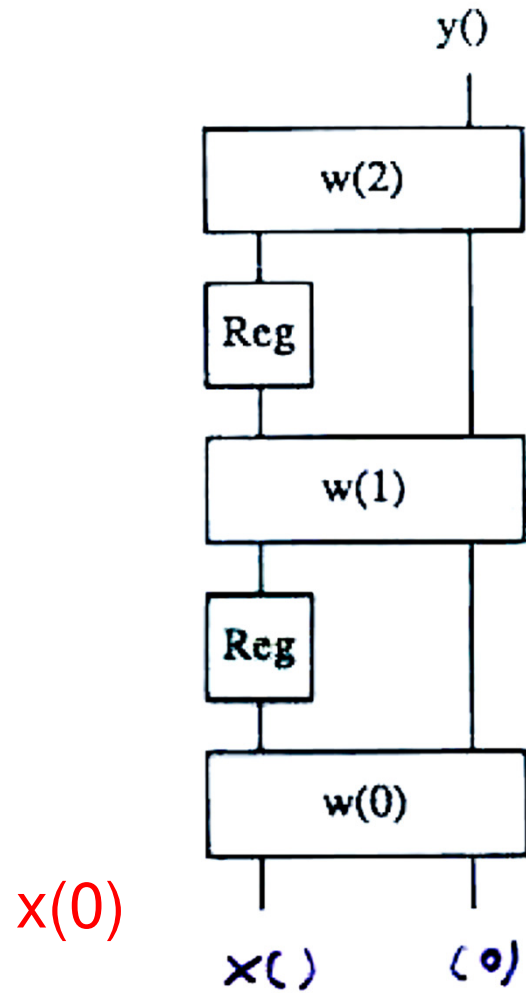 y()
w(2)
Reg
w(1)
Reg
w(0)
x(0)
x() (0)